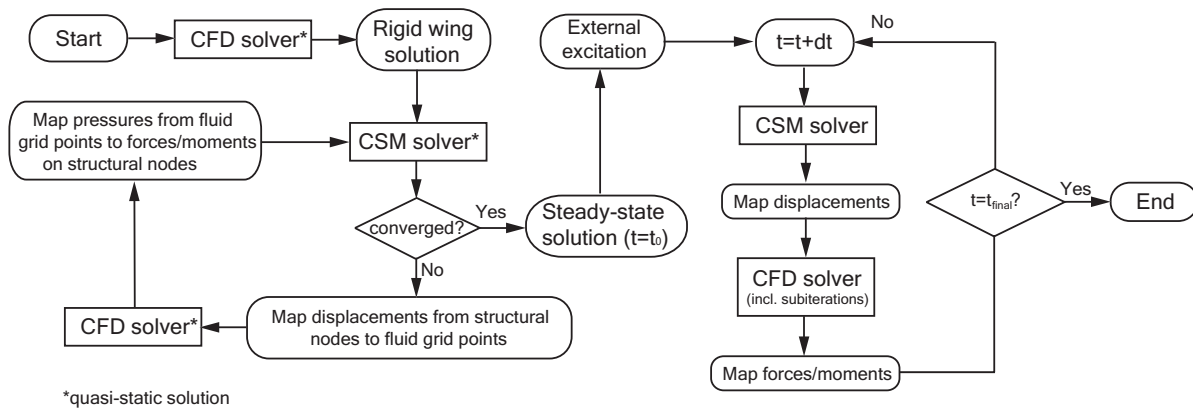 Start
CFD solver*
Rigid wing
solution
Map pressures from fluid
grid points to forces/moments
on structural nodes
CSM solver*
converged?
Yes
No
Steady-state
solution (t=t₀)
Map displacements from structural
nodes to fluid grid points
CFD solver*
*quasi-static solution
External
excitation
t=t+dt
No
CSM solver
Map displacements
CFD solver
(incl. subiterations)
Map forces/moments
t=tfinal?
Yes
End